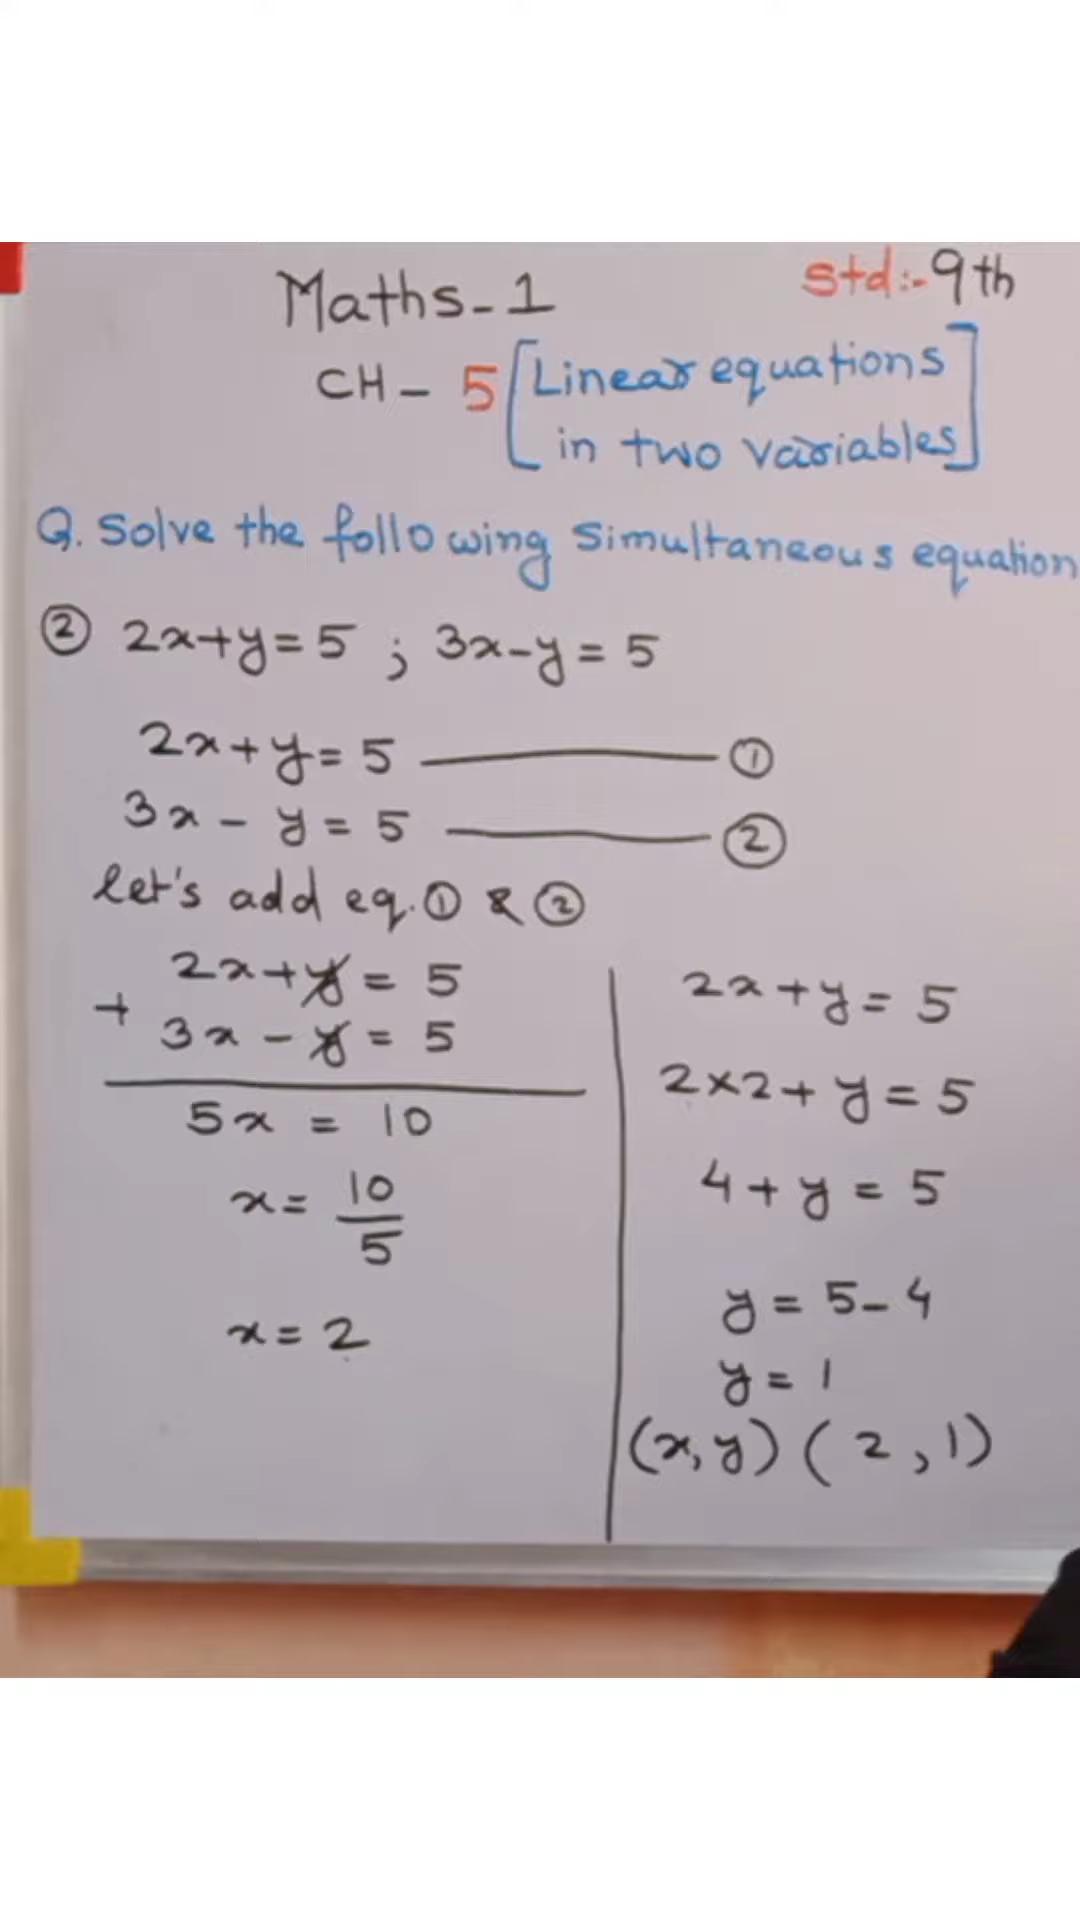 Maths-1
Std:-9th
CH-5 [Linear equations
in two variables]
Q. Solve the following Simultaneous equation
② 2x+y=5 ; 3x-y=5
2x+y=5 ——— ①
3x-y=5 ——— ②
let's add eq.① & ②
2x+y=5
+ 3x-y=5
5x = 10
x = 10/5
x = 2
2x+y=5
2×2+y=5
4+y=5
y=5-4
y=1
(x,y) (2,1)